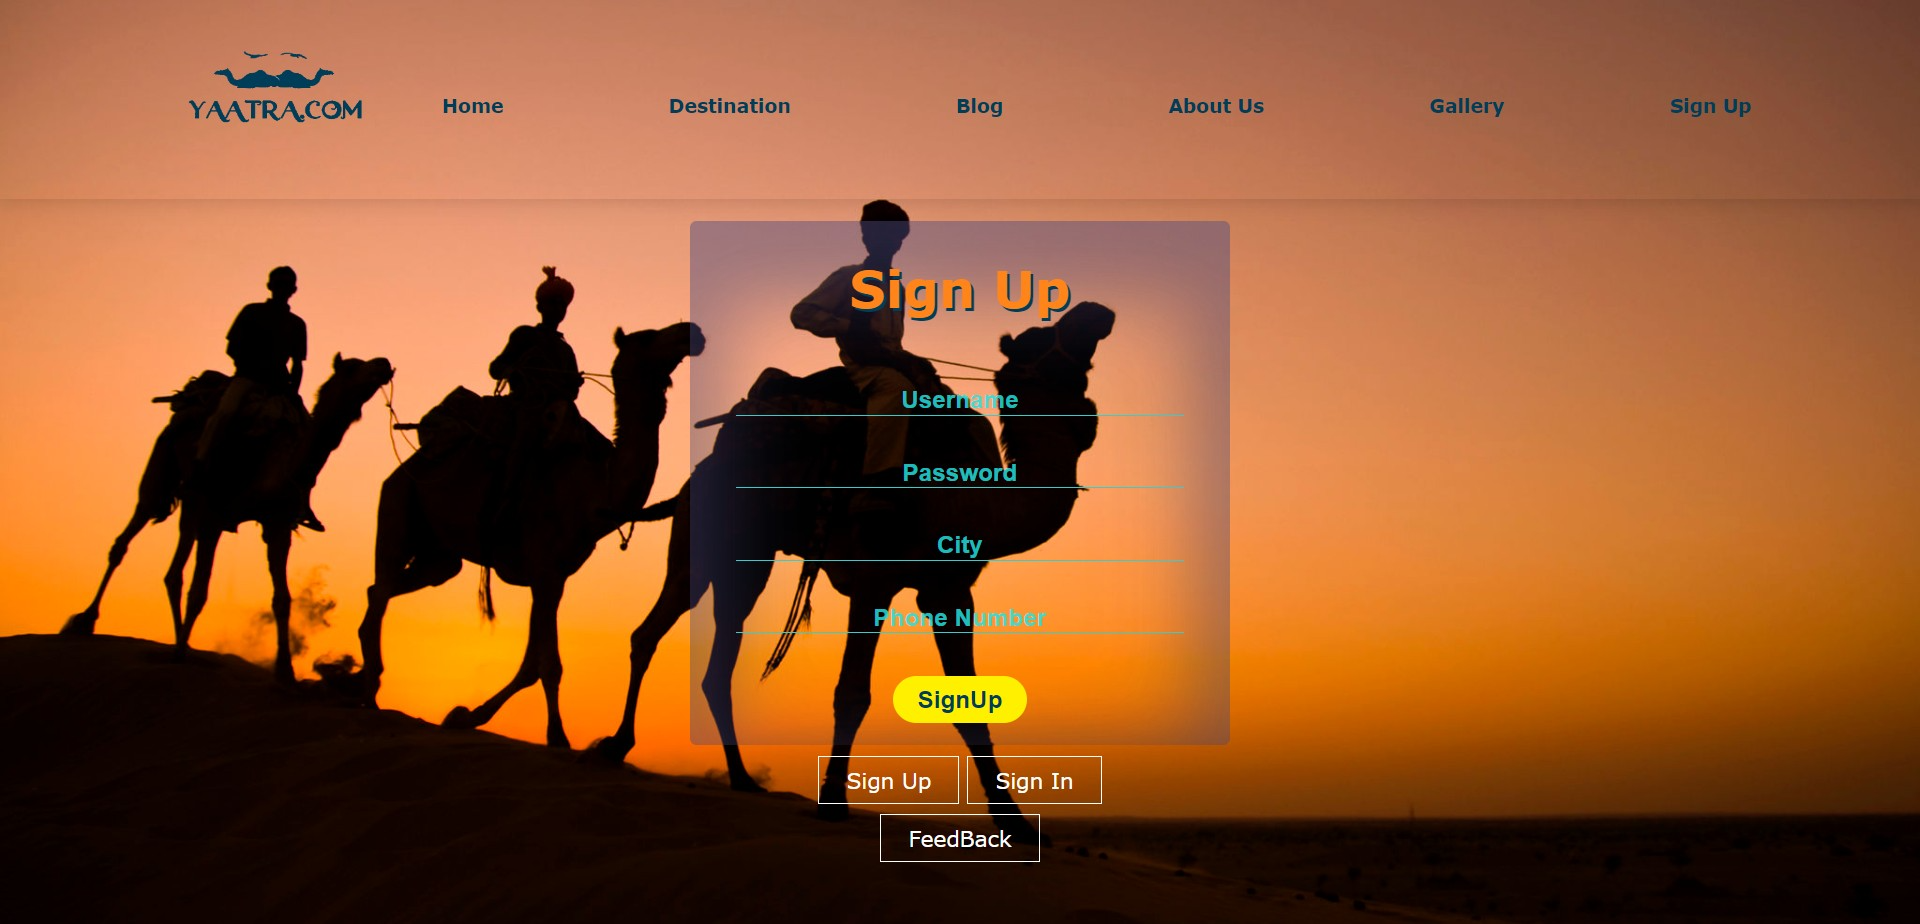 YAATRA.COM
Home Destination Blog About Us Gallery Sign Up
Sign Up
Username
Password
City
Phone Number
SignUp
Sign Up Sign In
FeedBack